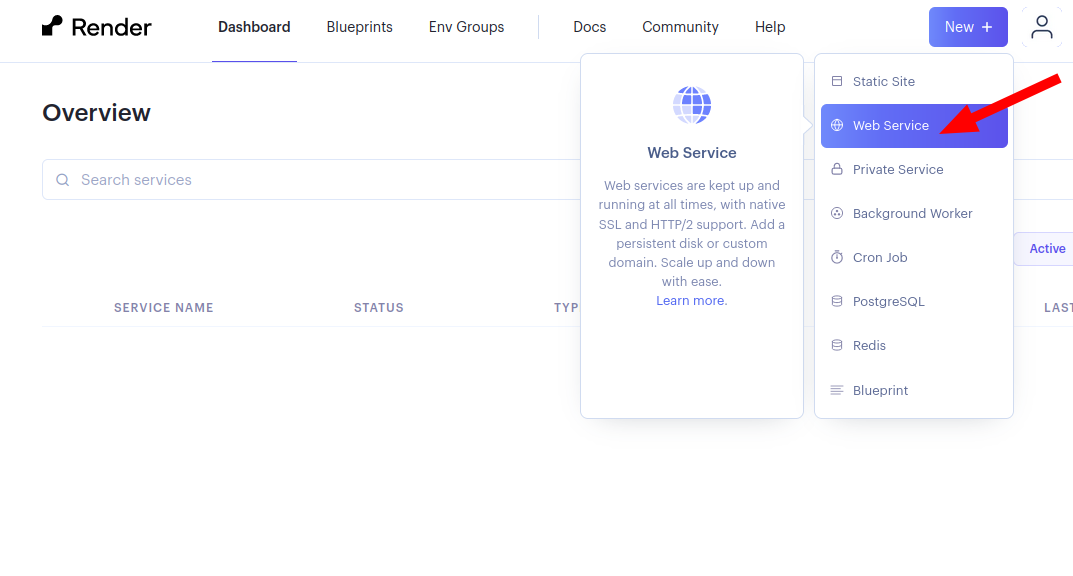 Render
Dashboard
Blueprints
Env Groups
Docs
Community
Help
New +
Overview
Search services
Active
SERVICE NAME
STATUS
TYP
LAST
Web Service
Web services are kept up and
running at all times, with native
SSL and HTTP/2 support. Add a
persistent disk or custom
domain. Scale up and down
with ease.
Learn more.
Static Site
Web Service
Private Service
Background Worker
Cron Job
PostgreSQL
Redis
Blueprint